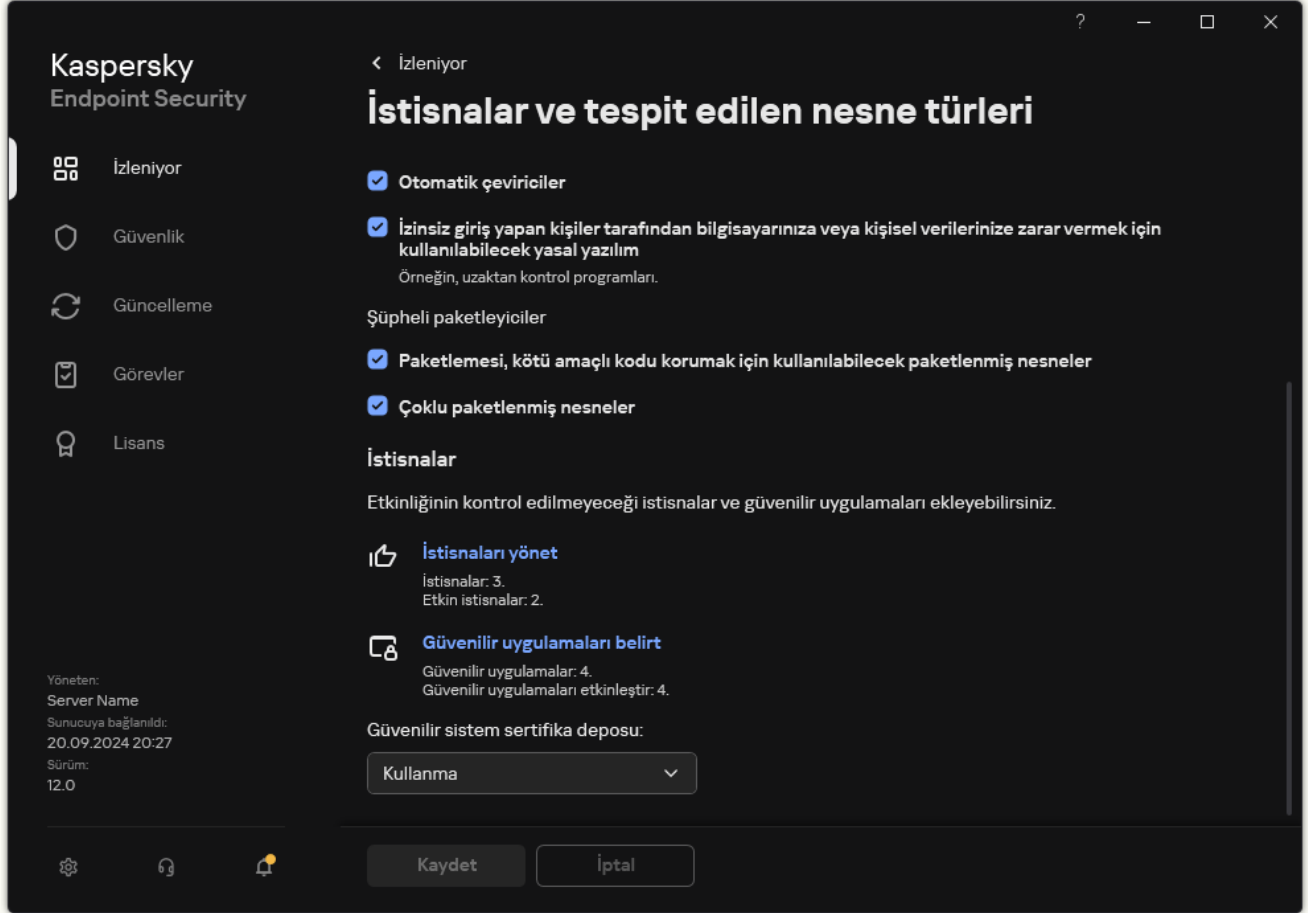 ?
Kaspersky
Endpoint Security
İzleniyor
Güvenlik
Güncelleme
Görevler
Lisans
Yöneten:
Server Name
Sunucuya bağlanıldı:
20.09.2024 20:27
Sürüm:
12.0
İzleniyor
İstisnalar ve tespit edilen nesne türleri
Otomatik çeviriciler
İzinsiz giriş yapan kişiler tarafından bilgisayarınıza veya kişisel verilerinize zarar vermek için
kullanılabilecek yasal yazılım
Örneğin, uzaktan kontrol programları.
Şüpheli paketleyiciler
Paketlemesi, kötü amaçlı kodu korumak için kullanılabilecek paketlenmiş nesneler
Çoklu paketlenmiş nesneler
İstisnalar
Etkinliğinin kontrol edilmeyeceği istisnalar ve güvenilir uygulamaları ekleyebilirsiniz.
İstisnaları yönet
İstisnalar: 3.
Etkin istisnalar: 2.
Güvenilir uygulamaları belirt
Güvenilir uygulamalar: 4.
Güvenilir uygulamaları etkinleştir: 4.
Güvenilir sistem sertifika deposu:
Kullanma
Kaydet
İptal